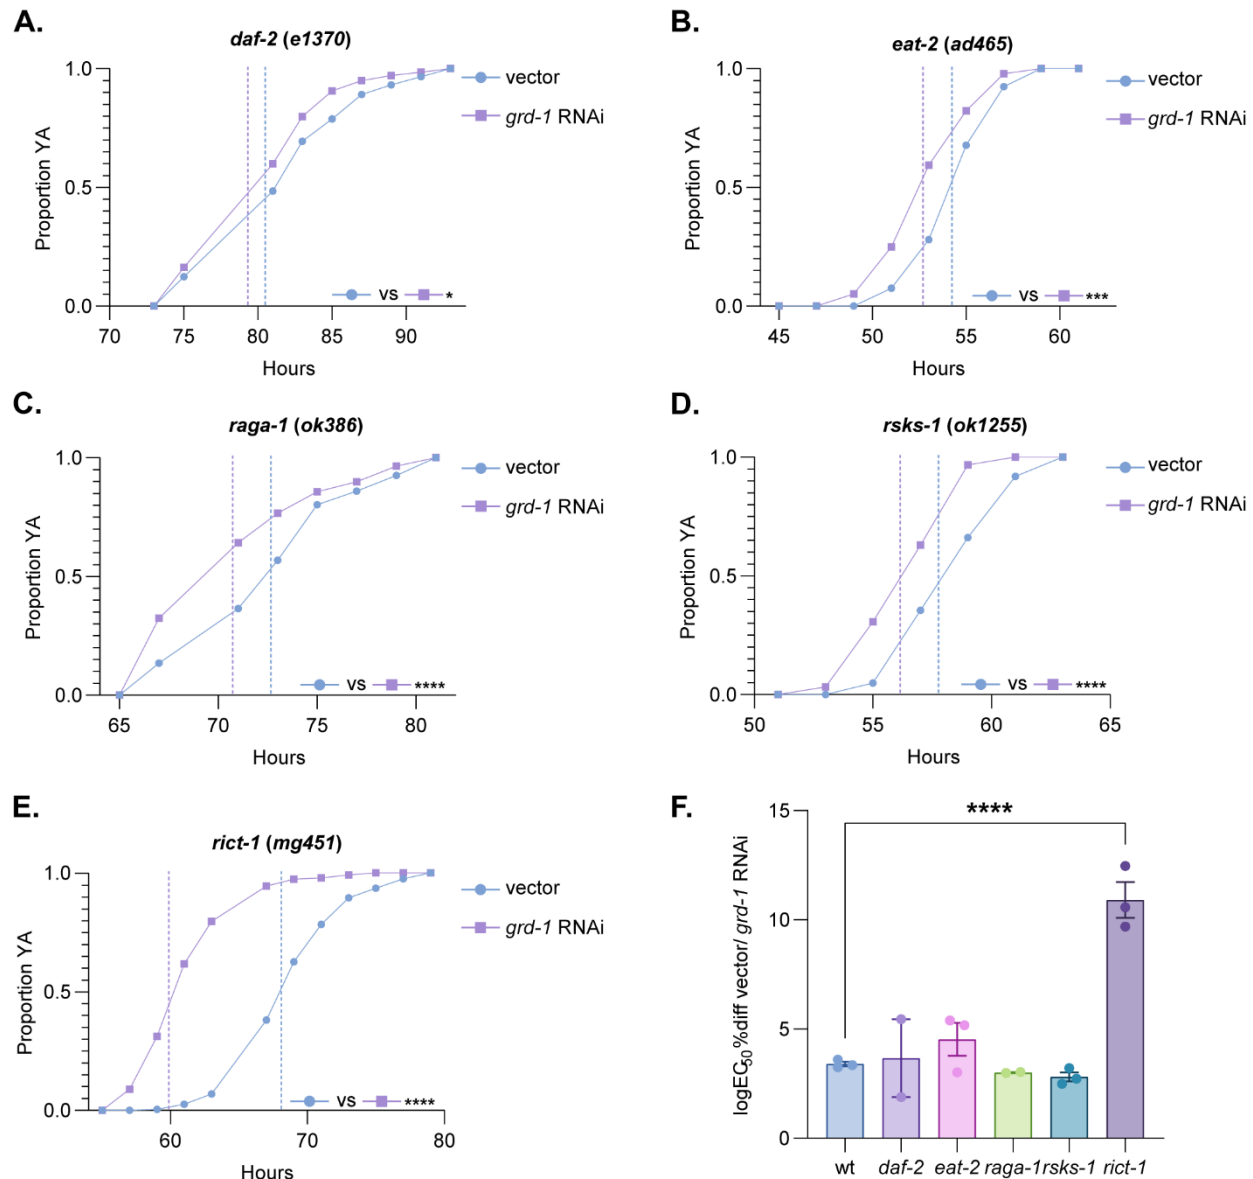 A.
daf-2 (e1370)
1.0
0.5
0.0
Proportion YA
70 75 80 85 90
Hours
vector
grd-1 RNAi
vs *
B.
eat-2 (ad465)
1.0
0.5
0.0
Proportion YA
45 50 55 60
Hours
vector
grd-1 RNAi
vs ***
C.
raga-1 (ok386)
1.0
0.5
0.0
Proportion YA
65 70 75 80
Hours
vector
grd-1 RNAi
vs ****
D.
rsks-1 (ok1255)
1.0
0.5
0.0
Proportion YA
50 55 60 65
Hours
vector
grd-1 RNAi
vs ****
E.
rict-1 (mg451)
1.0
0.5
0.0
Proportion YA
60 70 80
Hours
vector
grd-1 RNAi
vs ****
F.
****
15
10
5
0
logEC50 %diff vector/ grd-1 RNAi
wt daf-2 eat-2 raga-1 rsks-1 rict-1